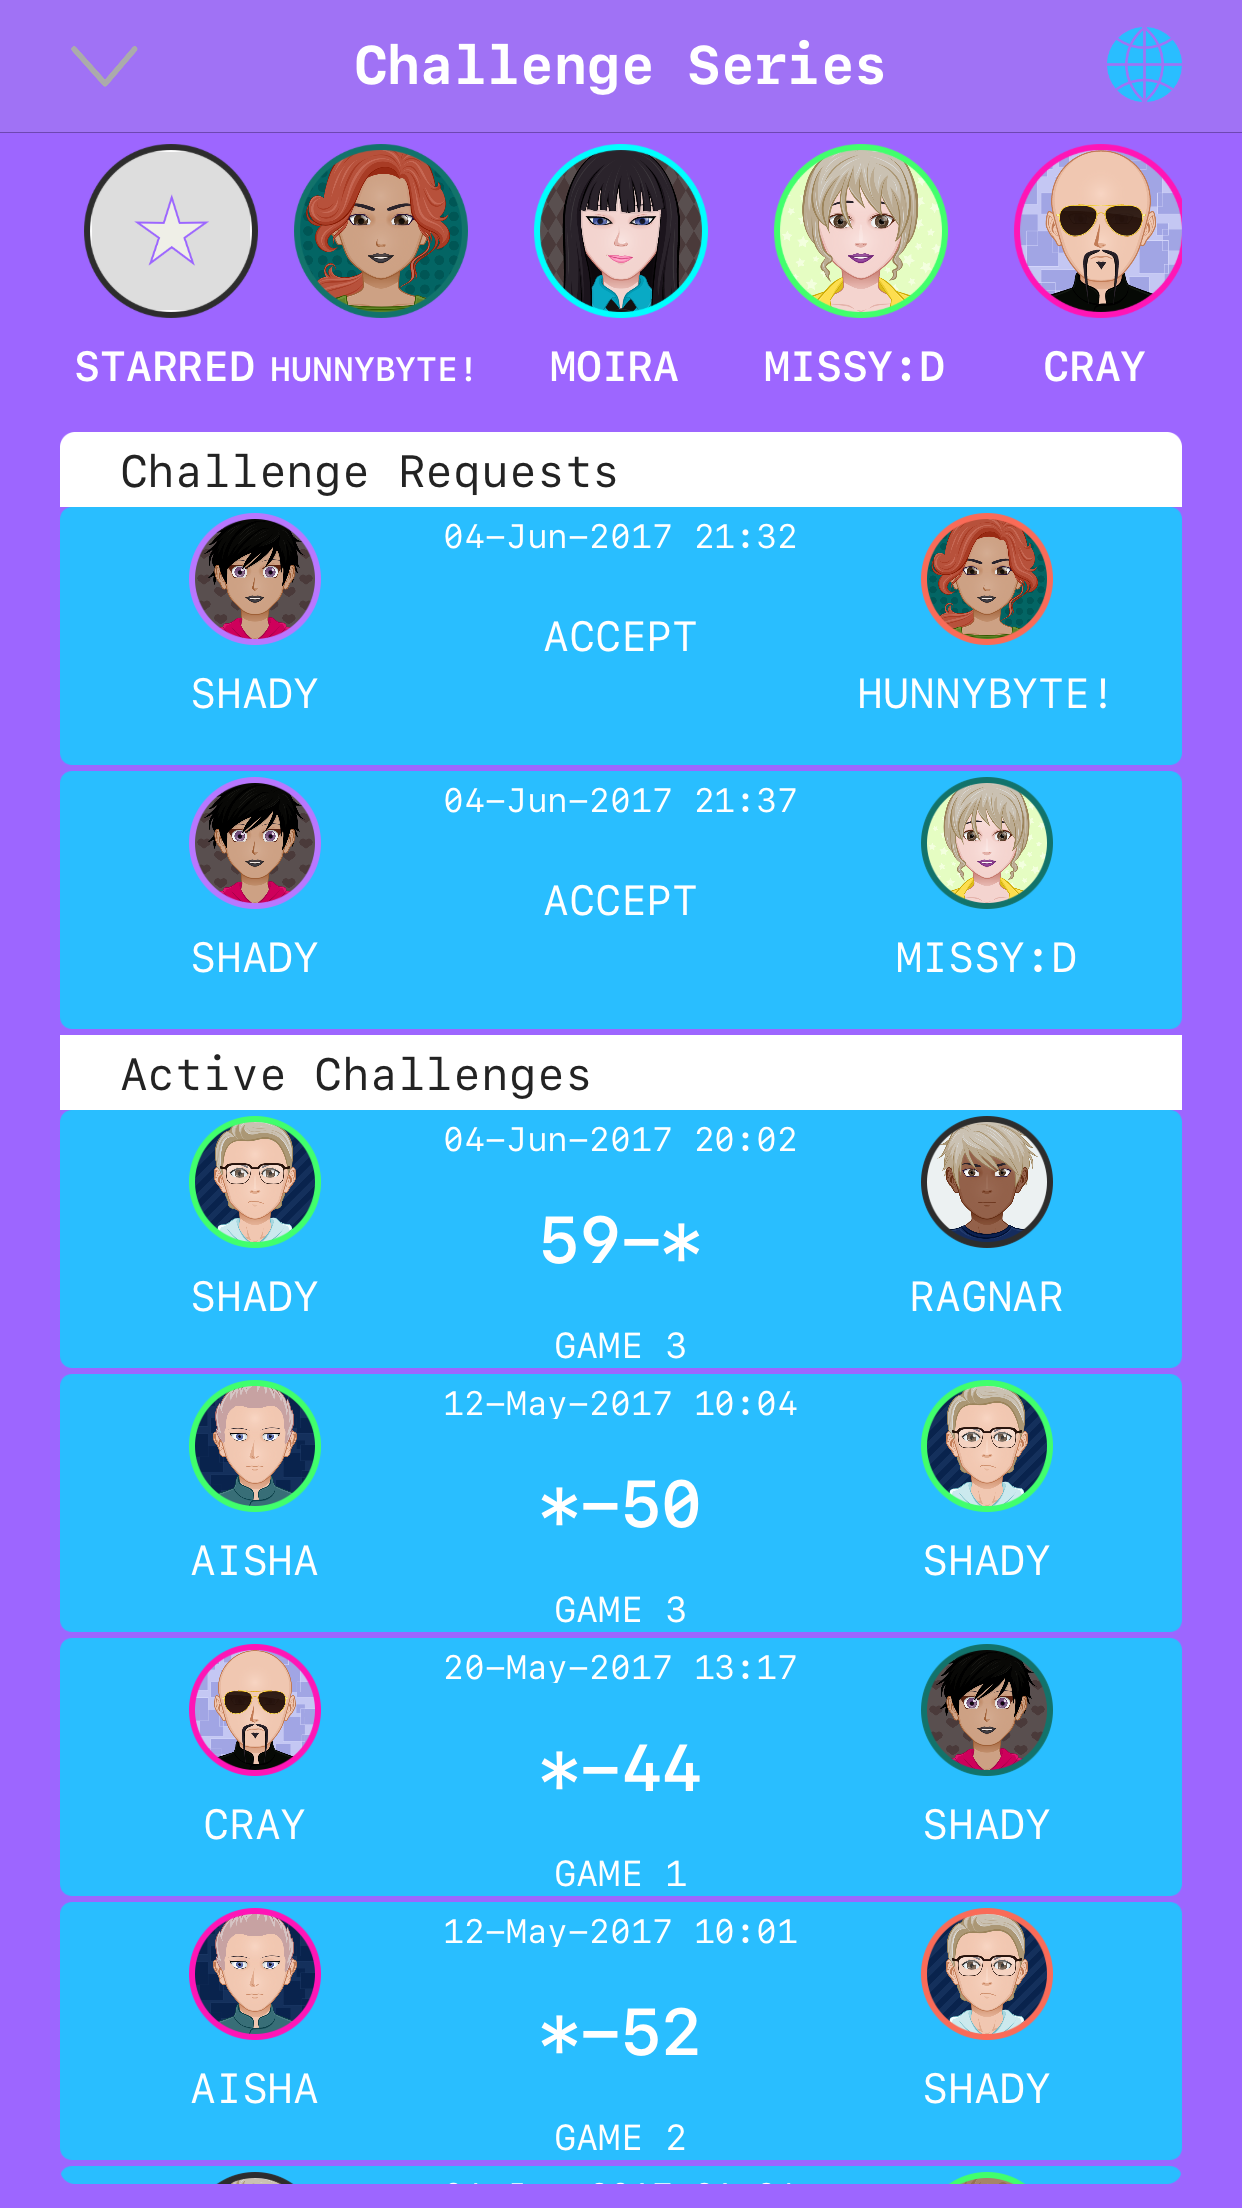 Challenge Series
STARRED HUNNYBYTE! MOIRA MISSY:D CRAY
Challenge Requests
04-Jun-2017 21:32
ACCEPT
SHADY HUNNYBYTE!
04-Jun-2017 21:37
ACCEPT
SHADY MISSY:D
Active Challenges
04-Jun-2017 20:02
59-*
SHADY RAGNAR
GAME 3
12-May-2017 10:04
*-50
AISHA SHADY
GAME 3
20-May-2017 13:17
*-44
CRAY SHADY
GAME 1
12-May-2017 10:01
*-52
AISHA SHADY
GAME 2